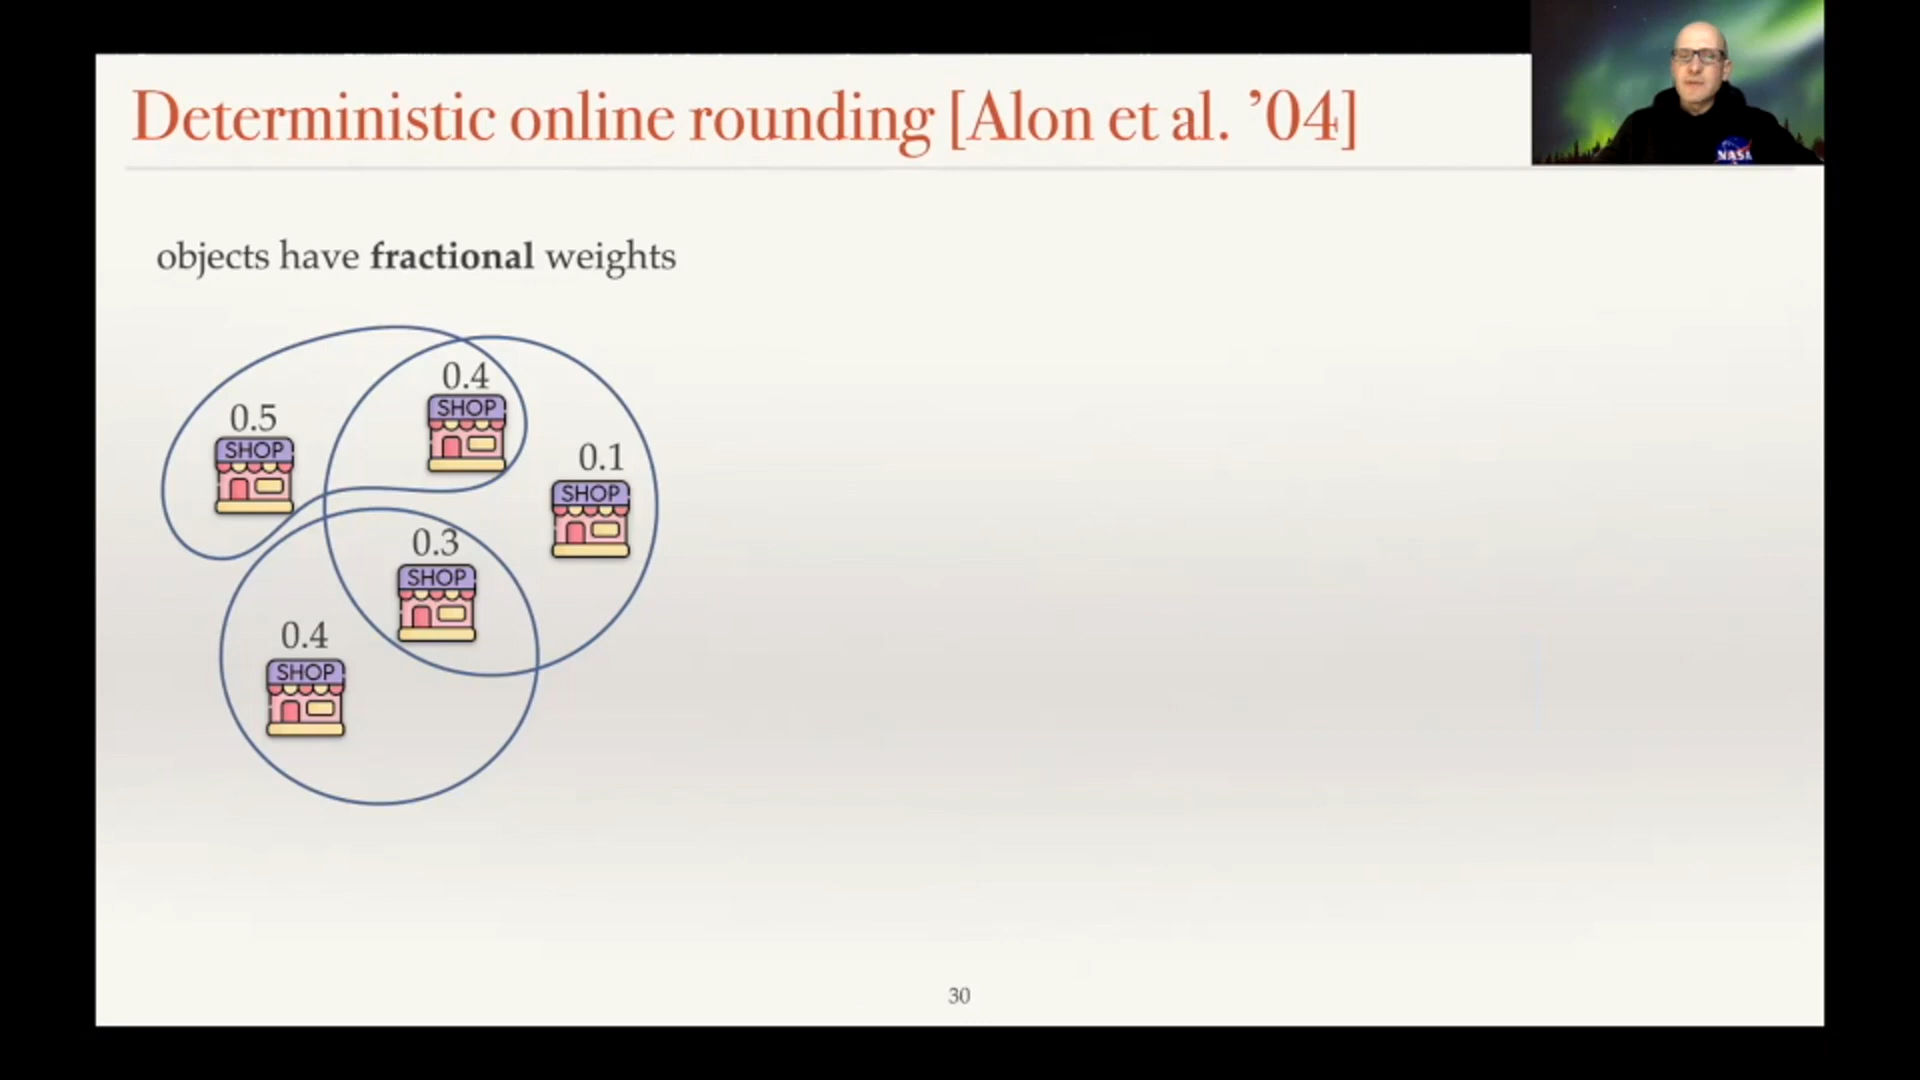 Deterministic online rounding [Alon et al. ’04]
NASA
objects have fractional weights
0.4
SHOP
0.5
SHOP
0.1
SHOP
0.3
SHOP
0.4
SHOP
30